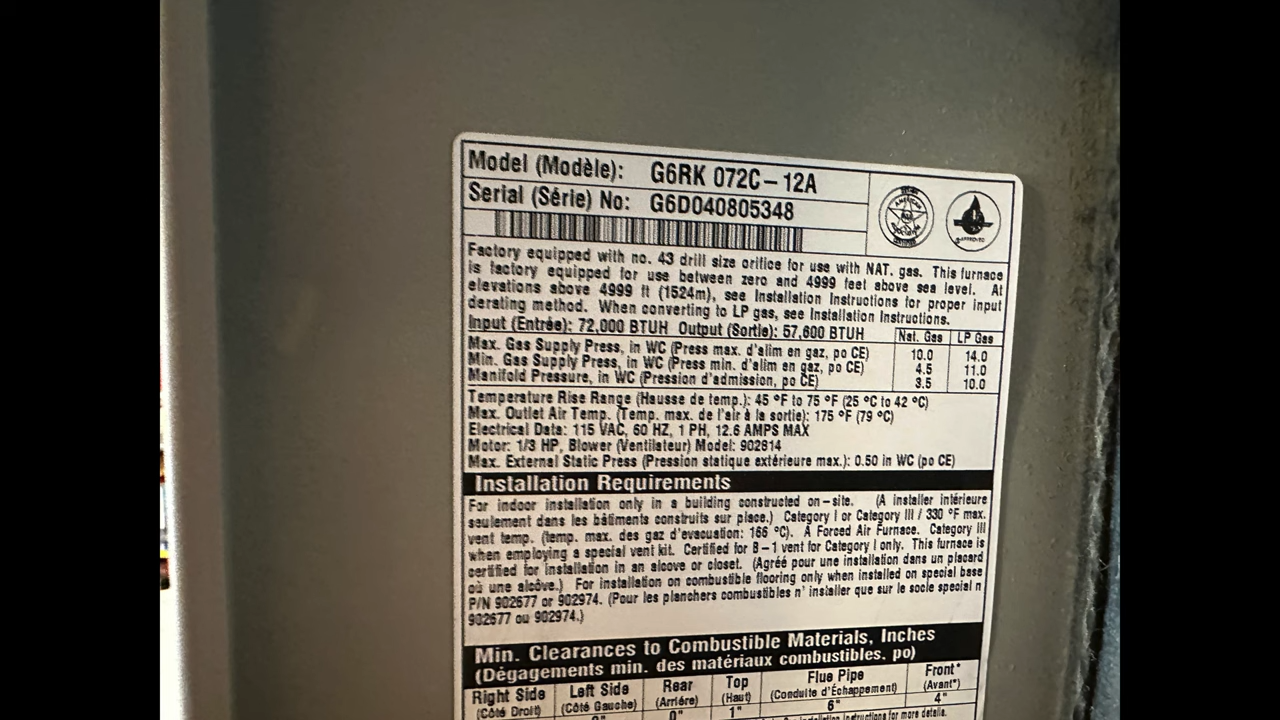 Model (Modèle): G6RK 072C-12A
Serial (Série) No: G6D040805348
Factory equipped with no. 43 drill size orifice for use with NAT. gas. This furnace
is factory equipped for use between zero and 4999 feet above sea level. At
elevations above 4999 ft (1524m), see Installation Instructions for proper input
derating method. When converting to LP gas, see Installation Instructions.
Input (Entrée): 72,000 BTUH Output (Sortie): 57,600 BTUH
Nat. Gas LP Gas
Max. Gas Supply Press, in WC (Press max. d'alim en gaz, po CE) 10.0 14.0
Min. Gas Supply Press, in WC (Press min. d'alim en gaz, po CE) 4.5 11.0
Manifold Pressure, in WC (Pression d'admission, po CE) 3.5 10.0
Temperature Rise Range (Hausse de temp.): 45 °F to 75 °F (25 °C to 42 °C)
Max. Outlet Air Temp. (Temp. max. de l'air à la sortie): 175 °F (79 °C)
Electrical Data: 115 VAC, 60 HZ, 1 PH, 12.6 AMPS MAX
Motor: 1/3 HP, Blower (Ventilateur) Model: 902814
Max. External Static Press (Pression statique extérieure max.): 0.50 in WC (po CE)
Installation Requirements
For indoor installation only in a building constructed on-site. (A installer intérieure
seulement dans les bâtiments construits sur place.) Category I or Category III / 330 °F max.
vent temp. (temp. max. des gaz d'evacuation: 166 °C). A Forced Air Furnace. Category III
when employing a special vent kit. Certified for B-1 vent for Category I only. This furnace is
certified for installation in an alcove or closet. (Agréé pour une installation dans un placard
où une alcôve.) For installation on combustible flooring only when installed on special base
P/N 902677 or 902974. (Pour les planchers combustibles n' installer que sur le socle special n
902677 ou 902974.)
Min. Clearances to Combustible Materials, Inches
(Dégagements min. des matériaux combustibles. po)
Right Side Left Side Rear Top Flue Pipe Front*
(Côté Droit) (Côté Gauche) (Arriére) (Haut) (Conduite d'Échappement) (Avant*)
0" 1" 6" 4"
Installation Instructions for more details.